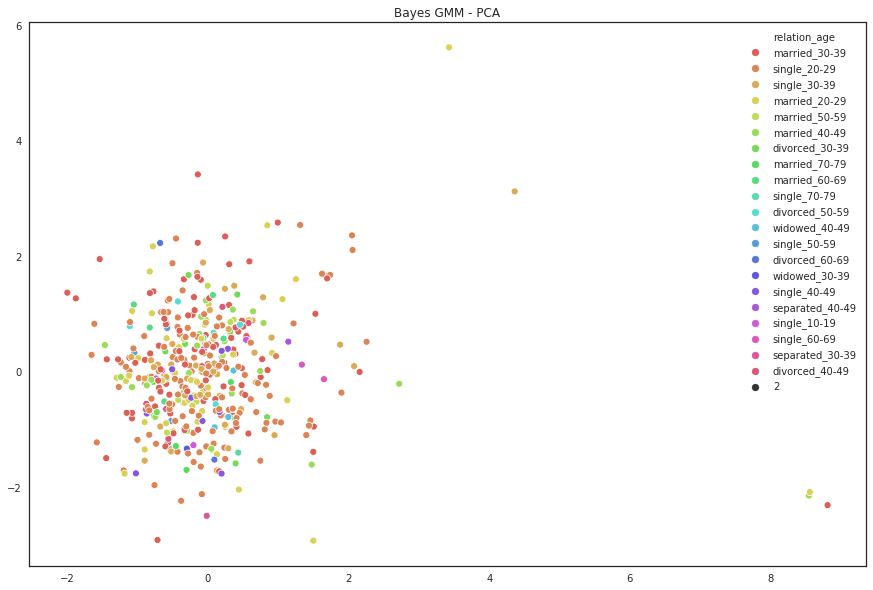 Bayes GMM - PCA
6
4
2
0
−2
−2
0
2
4
6
8
relation_age
married_30-39
single_20-29
single_30-39
married_20-29
married_50-59
married_40-49
divorced_30-39
married_70-79
married_60-69
single_70-79
divorced_50-59
widowed_40-49
single_50-59
divorced_60-69
widowed_30-39
single_40-49
separated_40-49
single_10-19
single_60-69
separated_30-39
divorced_40-49
2